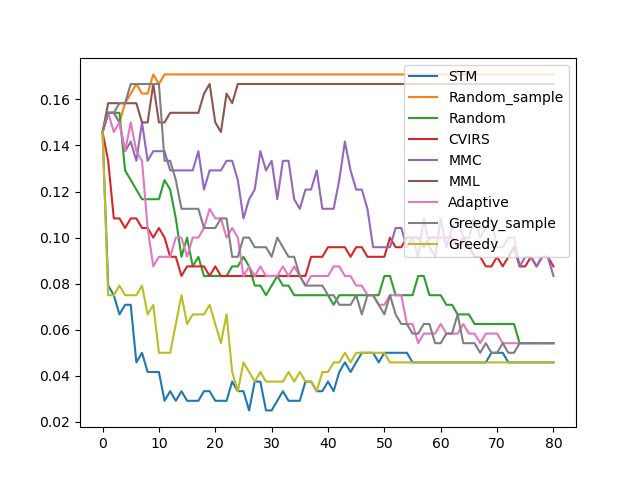 STM
Random_sample
Random
CVIRS
MMC
MML
Adaptive
Greedy_sample
Greedy
0.16
0.14
0.12
0.10
0.08
0.06
0.04
0.02
0 10 20 30 40 50 60 70 80